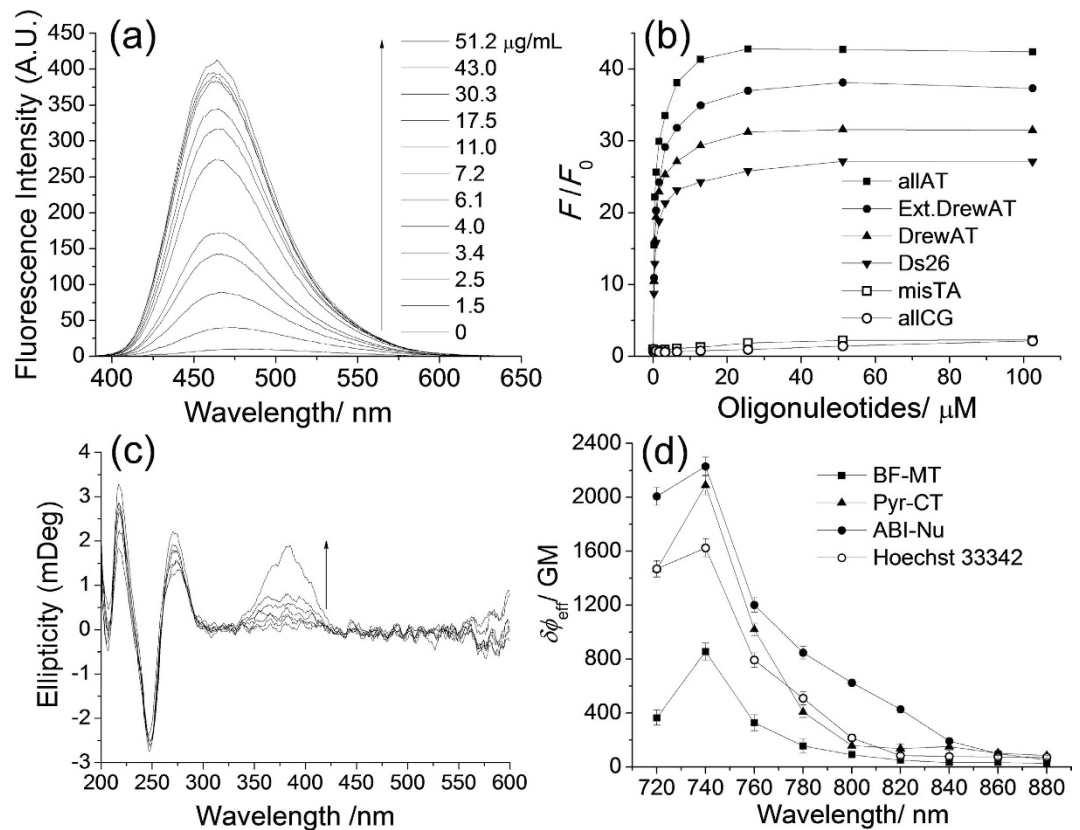 (a)
Fluorescence Intensity (A.U.)
450
400
350
300
250
200
150
100
50
0
51.2 μg/mL
43.0
30.3
17.5
11.0
7.2
6.1
4.0
3.4
2.5
1.5
0
400 450 500 550 600 650
Wavelength/ nm
(b)
F/F0
40
30
20
10
0
allAT
Ext.DrewAT
DrewAT
Ds26
misTA
allCG
0 20 40 60 80 100
Oligonuleotides/ μM
(c)
Ellipticity (mDeg)
4
3
2
1
0
-1
-2
-3
200 250 300 350 400 450 500 550 600
Wavelength /nm
(d)
δϕeff/ GM
2400
2000
1600
1200
800
400
0
BF-MT
Pyr-CT
ABI-Nu
Hoechst 33342
720 740 760 780 800 820 840 860 880
Wavelength/ nm